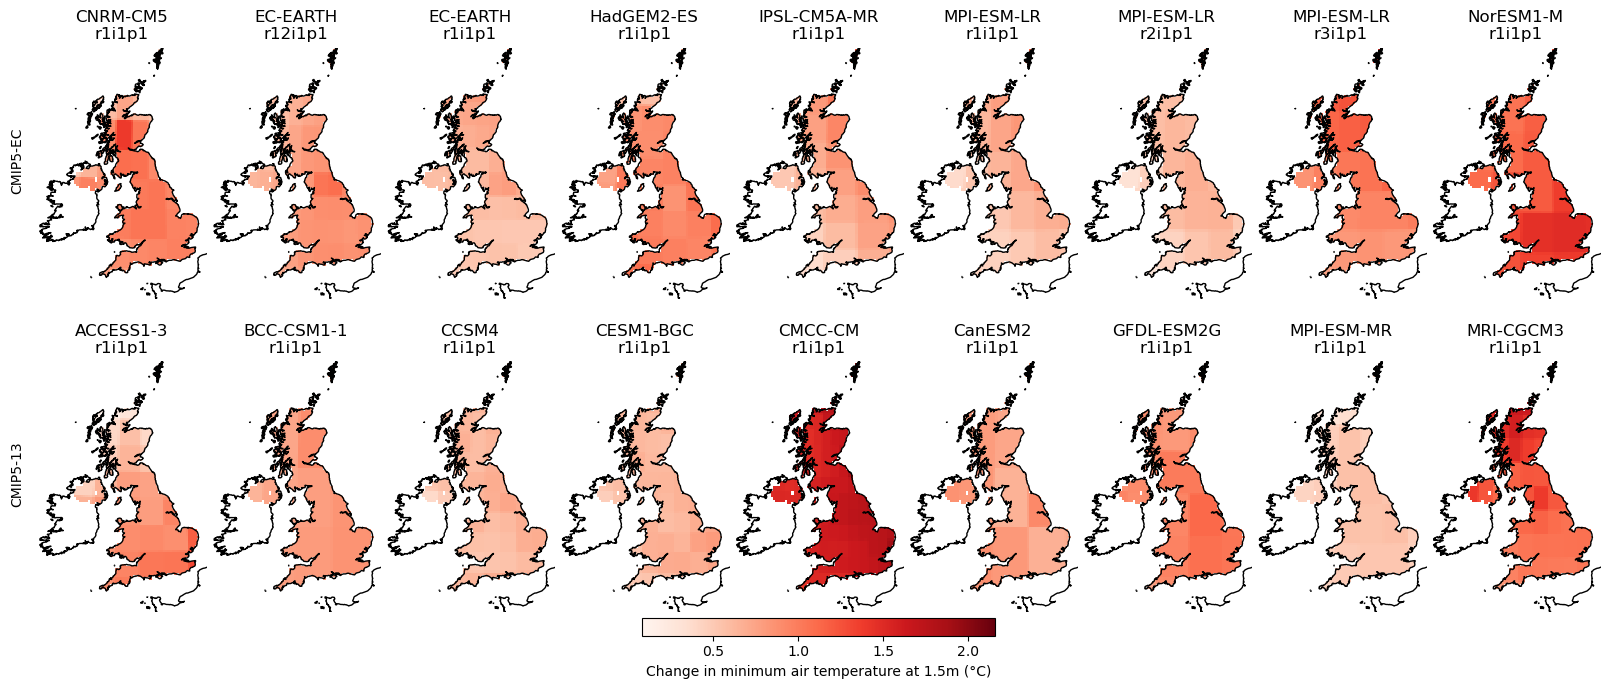 CNRM-CM5
r1i1p1
EC-EARTH
r12i1p1
EC-EARTH
r1i1p1
HadGEM2-ES
r1i1p1
IPSL-CM5A-MR
r1i1p1
MPI-ESM-LR
r1i1p1
MPI-ESM-LR
r2i1p1
MPI-ESM-LR
r3i1p1
NorESM1-M
r1i1p1
CMIP5-EC
ACCESS1-3
r1i1p1
BCC-CSM1-1
r1i1p1
CCSM4
r1i1p1
CESM1-BGC
r1i1p1
CMCC-CM
r1i1p1
CanESM2
r1i1p1
GFDL-ESM2G
r1i1p1
MPI-ESM-MR
r1i1p1
MRI-CGCM3
r1i1p1
CMIP5-13
0.5 1.0 1.5 2.0
Change in minimum air temperature at 1.5m (°C)